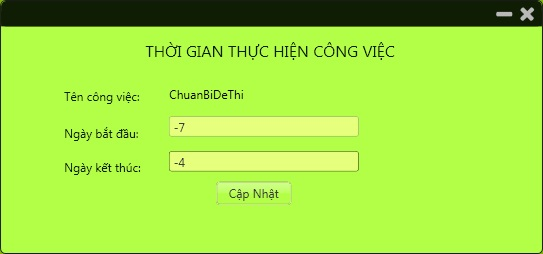 THỜI GIAN THỰC HIỆN CÔNG VIỆC
Tên công việc: ChuanBiDeThi
Ngày bắt đầu: -7
Ngày kết thúc: -4
Cập Nhật